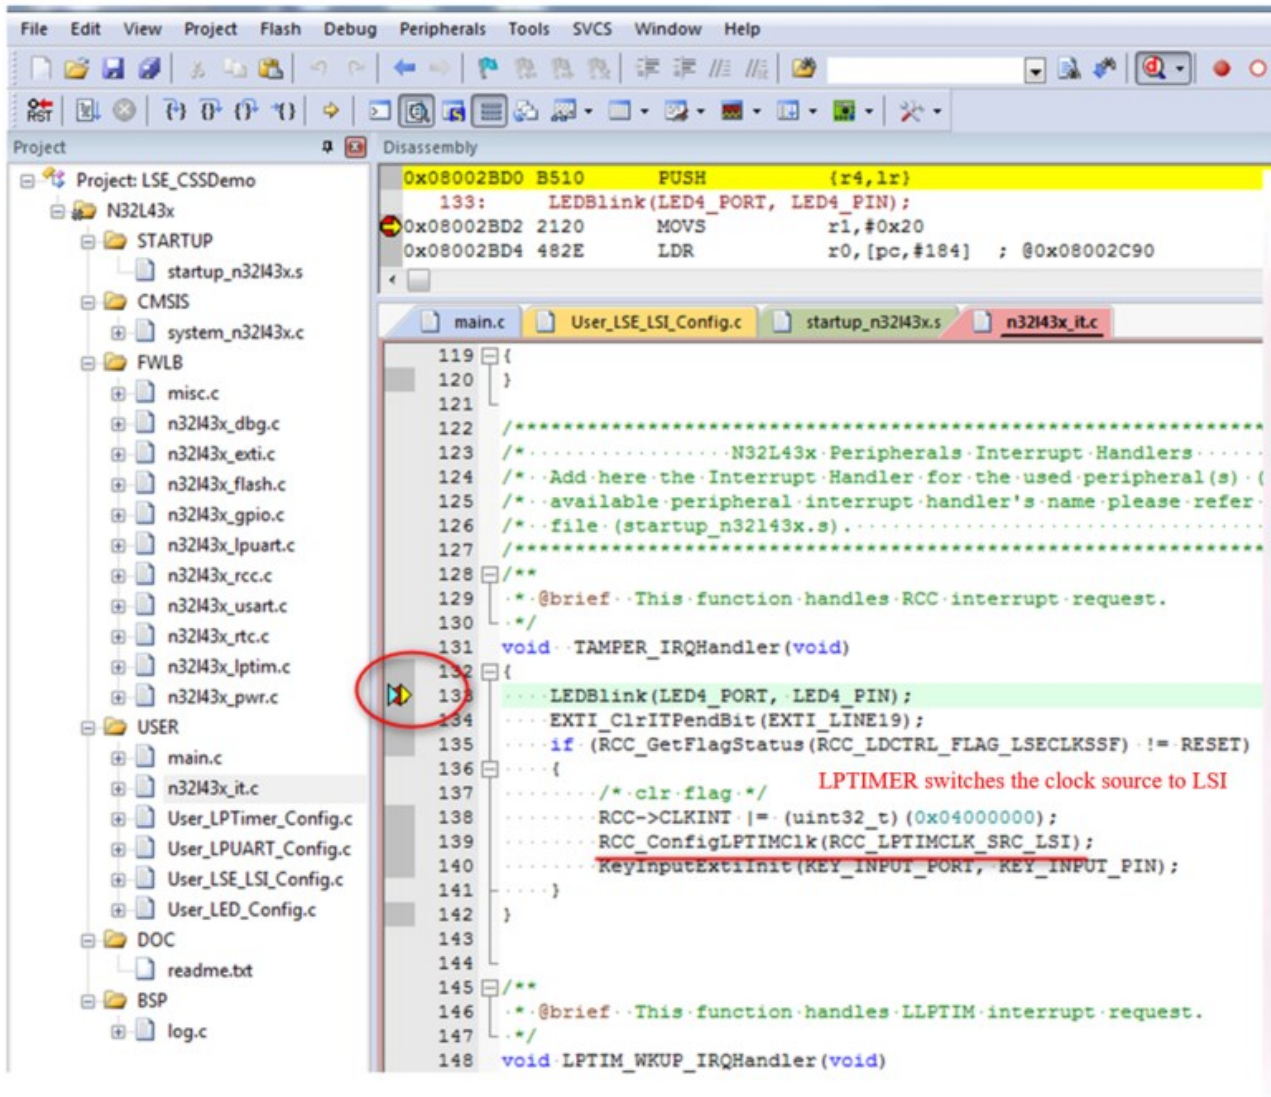 File Edit View Project Flash Debug Peripherals Tools SVCS Window Help
RST
Project
Disassembly
Project: LSE_CSSDemo
N32L43x
STARTUP
startup_n32l43x.s
CMSIS
system_n32l43x.c
FWLB
misc.c
n32l43x_dbg.c
n32l43x_exti.c
n32l43x_flash.c
n32l43x_gpio.c
n32l43x_lpuart.c
n32l43x_rcc.c
n32l43x_usart.c
n32l43x_rtc.c
n32l43x_lptim.c
n32l43x_pwr.c
USER
main.c
n32l43x_it.c
User_LPTimer_Config.c
User_LPUART_Config.c
User_LSE_LSI_Config.c
User_LED_Config.c
DOC
readme.txt
BSP
log.c
0x08002BD0 B510 PUSH {r4,lr}
133: LEDBlink(LED4_PORT, LED4_PIN);
0x08002BD2 2120 MOVS r1,#0x20
0x08002BD4 482E LDR r0,[pc,#184] ; @0x08002C90
main.c User_LSE_LSI_Config.c startup_n32l43x.s n32l43x_it.c
119 {
120 }
121
122 /****************************************************************
123 /* N32L43x Peripherals Interrupt Handlers
124 /* Add here the Interrupt Handler for the used peripheral(s) (
125 /* available peripheral interrupt handler's name please refer
126 /* file (startup_n32l43x.s).
127 /****************************************************************
128 /**
129 * @brief This function handles RCC interrupt request.
130 */
131 void TAMPER_IRQHandler(void)
132 {
133 LEDBlink(LED4_PORT, LED4_PIN);
134 EXTI_ClrITPendBit(EXTI_LINE19);
135 if (RCC_GetFlagStatus(RCC_LDCTRL_FLAG_LSECLKSSF) != RESET)
136 {
LPTIMER switches the clock source to LSI
137 /* clr flag */
138 RCC->CLKINT |= (uint32_t)(0x04000000);
139 RCC_ConfigLPTIMClk(RCC_LPTIMCLK_SRC_LSI);
140 KeyInputExtiInit(KEY_INPUT_PORT, KEY_INPUT_PIN);
141 }
142 }
143
144
145 /**
146 * @brief This function handles LLPTIM interrupt request.
147 */
148 void LPTIM_WKUP_IRQHandler(void)